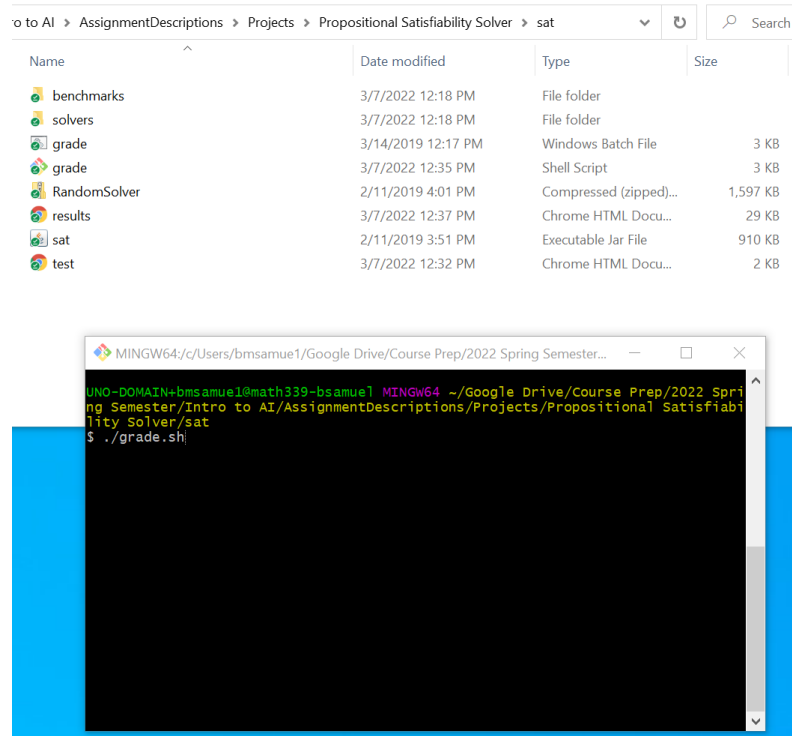 ro to AI > AssignmentDescriptions > Projects > Propositional Satisfiability Solver > sat Search
Name Date modified Type Size
benchmarks 3/7/2022 12:18 PM File folder
solvers 3/7/2022 12:18 PM File folder
grade 3/14/2019 12:17 PM Windows Batch File 3 KB
grade 3/7/2022 12:35 PM Shell Script 3 KB
RandomSolver 2/11/2019 4:01 PM Compressed (zipped)... 1,597 KB
results 3/7/2022 12:37 PM Chrome HTML Docu... 29 KB
sat 2/11/2019 3:51 PM Executable Jar File 910 KB
test 3/7/2022 12:32 PM Chrome HTML Docu... 2 KB
MINGW64:/c/Users/bmsamue1/Google Drive/Course Prep/2022 Spring Semester...
UNO-DOMAIN+bmsamue1@math339-bsamuel MINGW64 ~/Google Drive/Course Prep/2022 Spri
ng Semester/Intro to AI/AssignmentDescriptions/Projects/Propositional Satisfiabi
lity Solver/sat
$ ./grade.sh